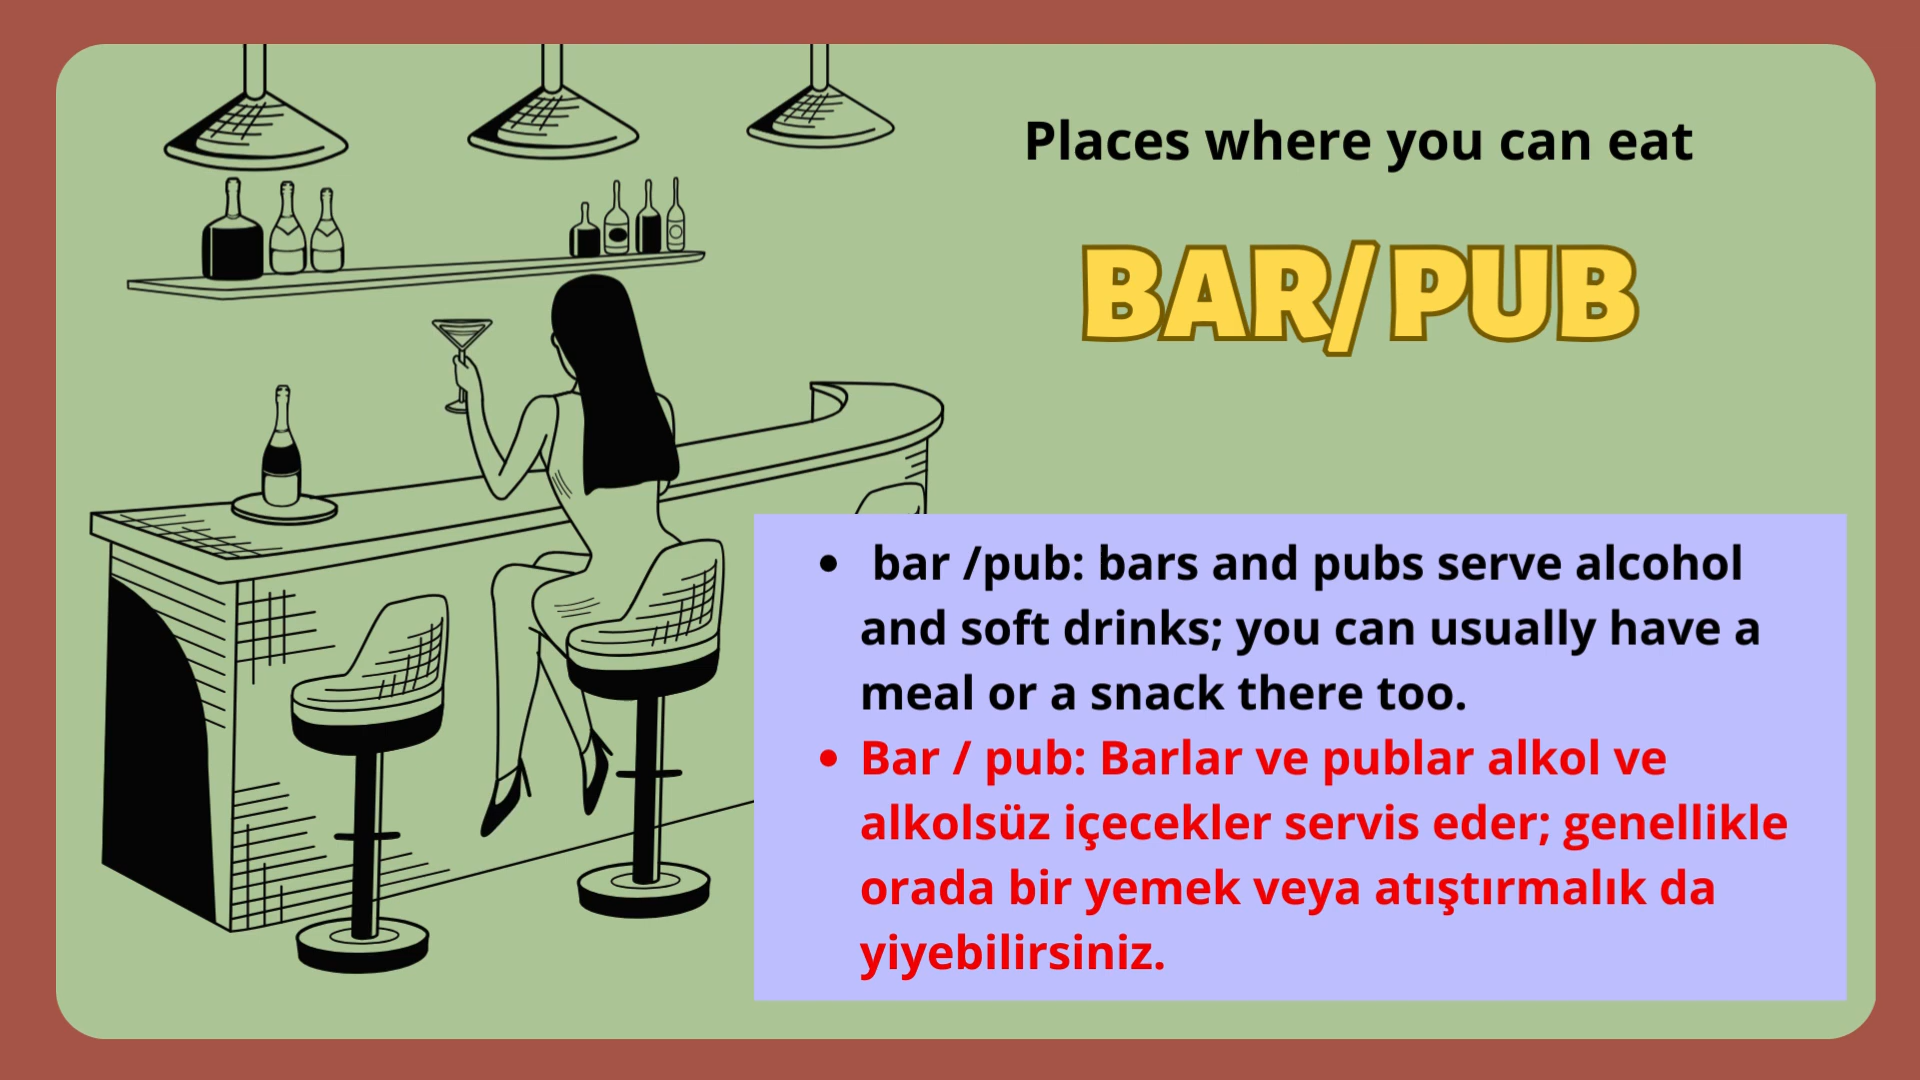 Places where you can eat
BAR/ PUB
• bar /pub: bars and pubs serve alcohol
and soft drinks; you can usually have a
meal or a snack there too.
• Bar / pub: Barlar ve publar alkol ve
alkolsüz içecekler servis eder; genellikle
orada bir yemek veya atıştırmalık da
yiyebilirsiniz.